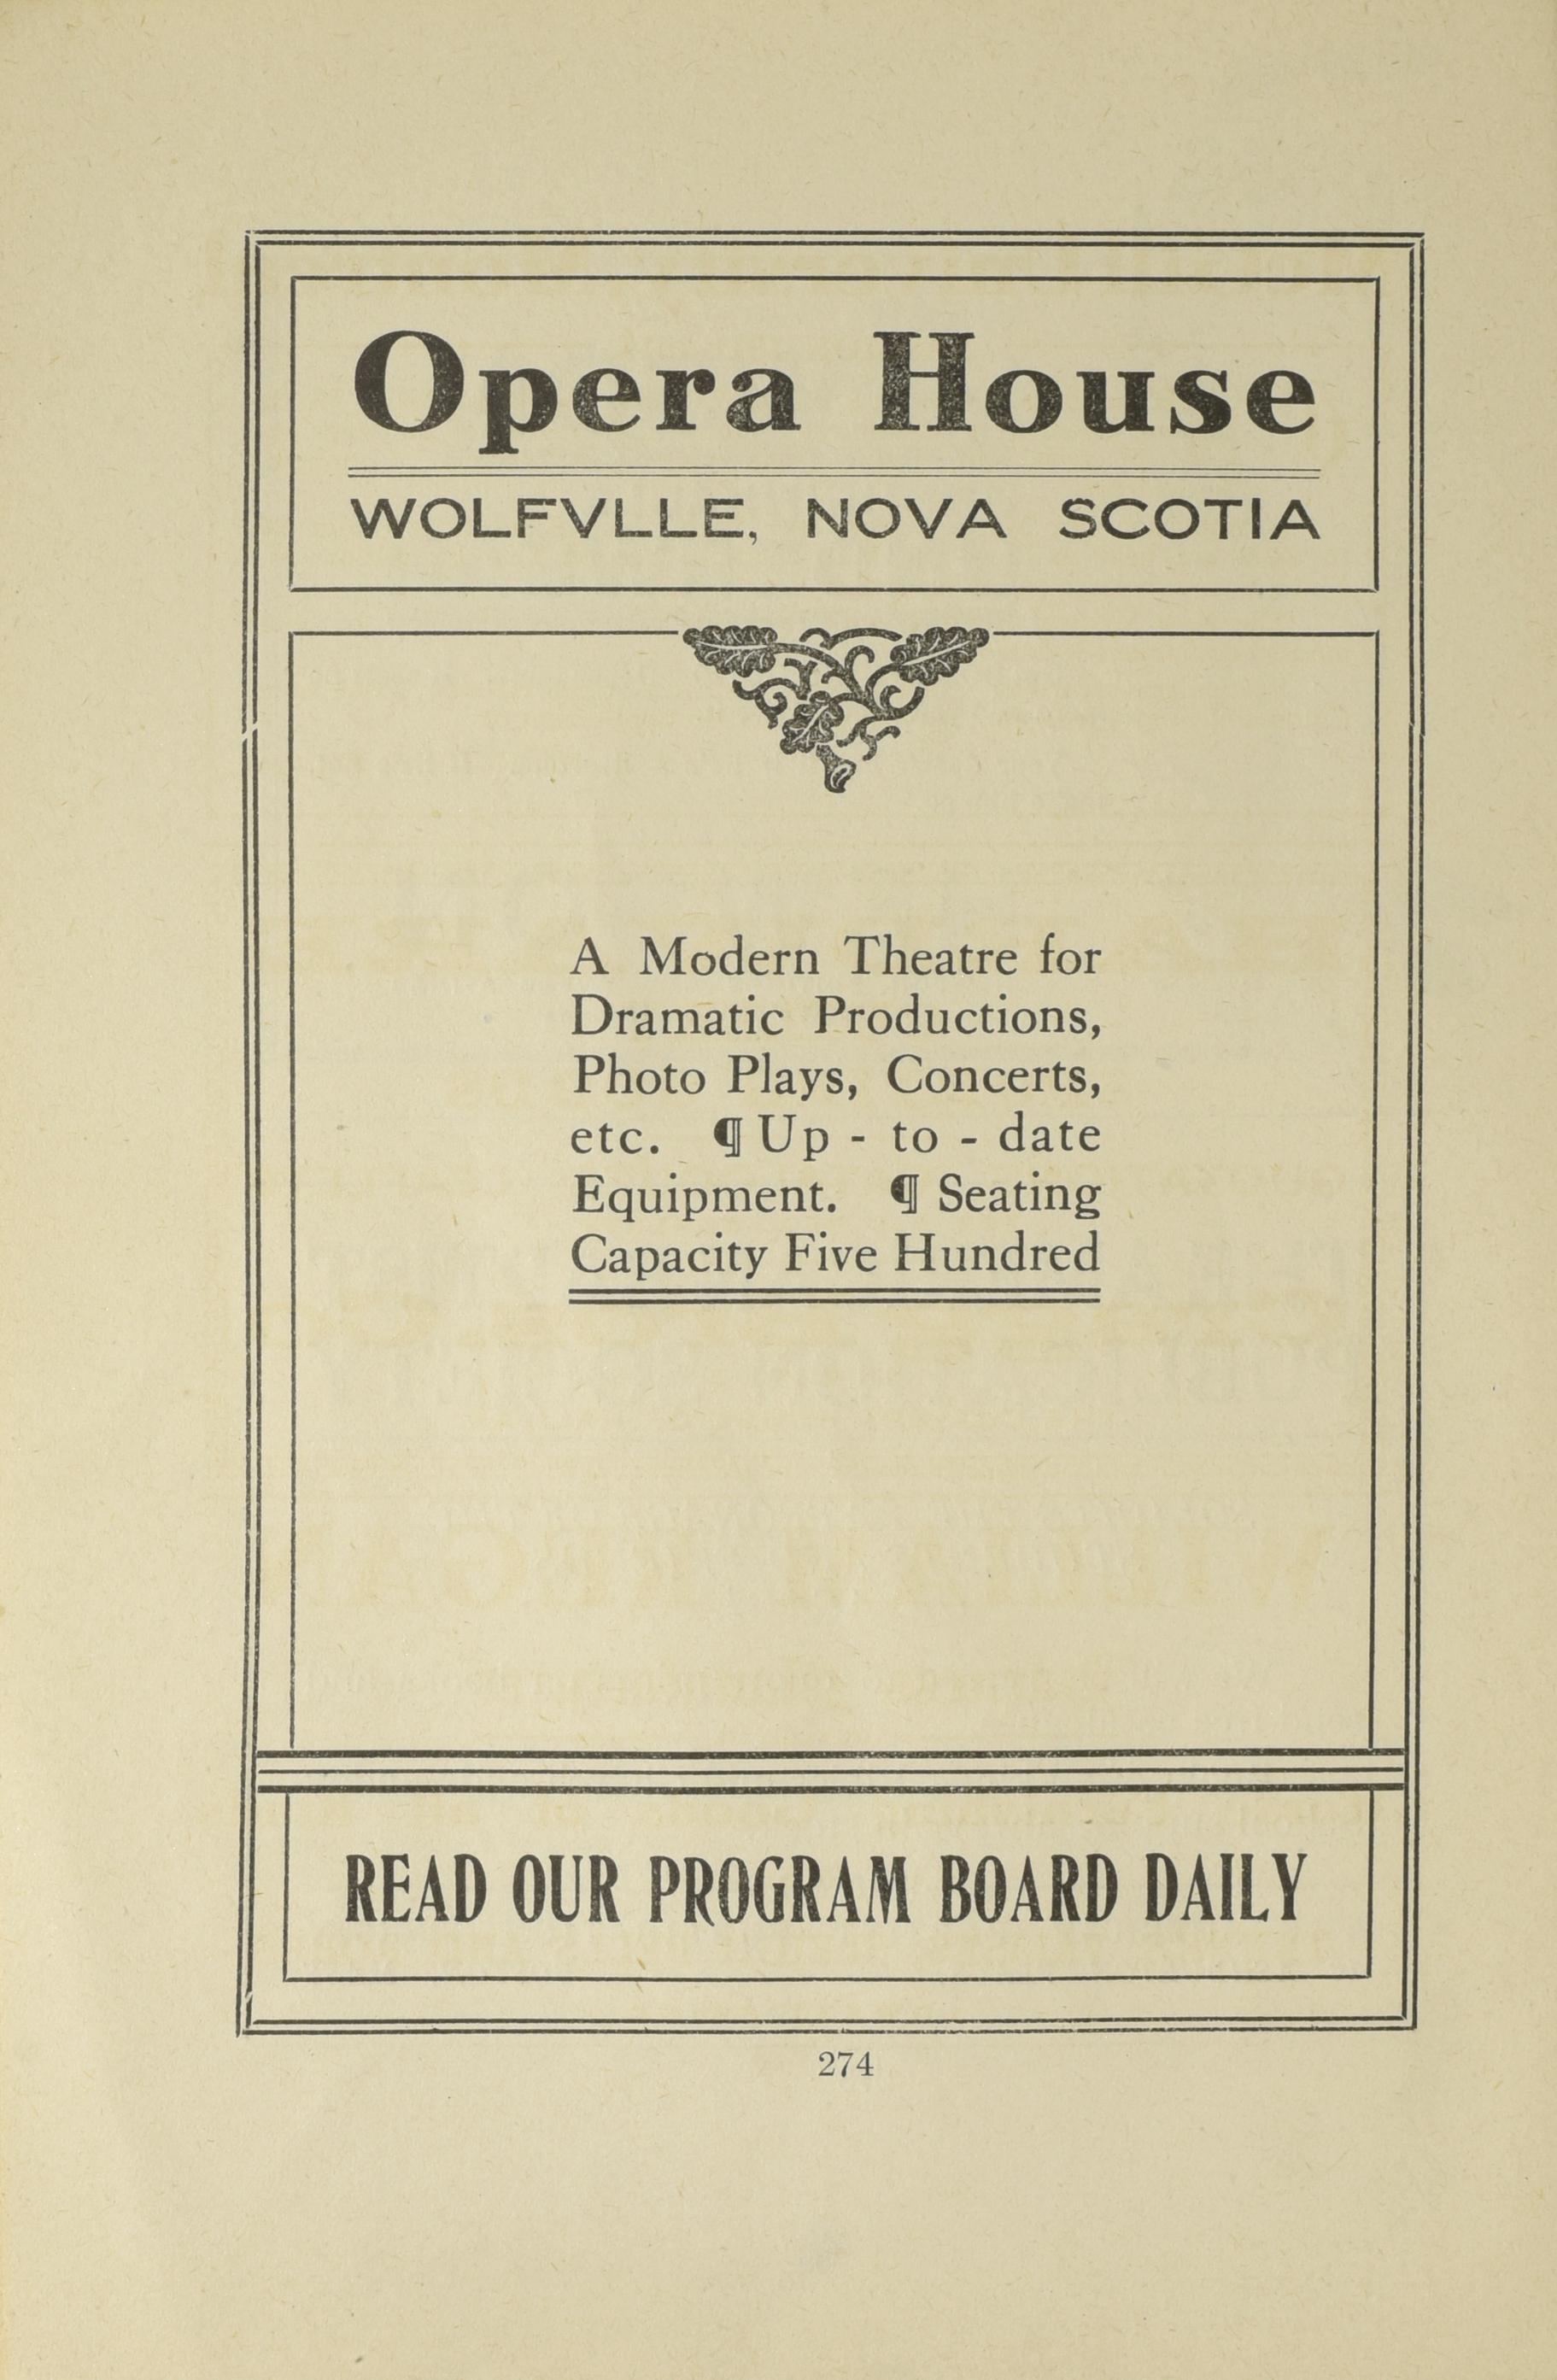 Opera House
WOLFVLLE, NOVA SCOTIA
A Modern Theatre for
Dramatic Productions,
Photo Plays, Concerts,
etc. ¶ Up - to - date
Equipment. ¶ Seating
Capacity Five Hundred
READ OUR PROGRAM BOARD DAILY
274